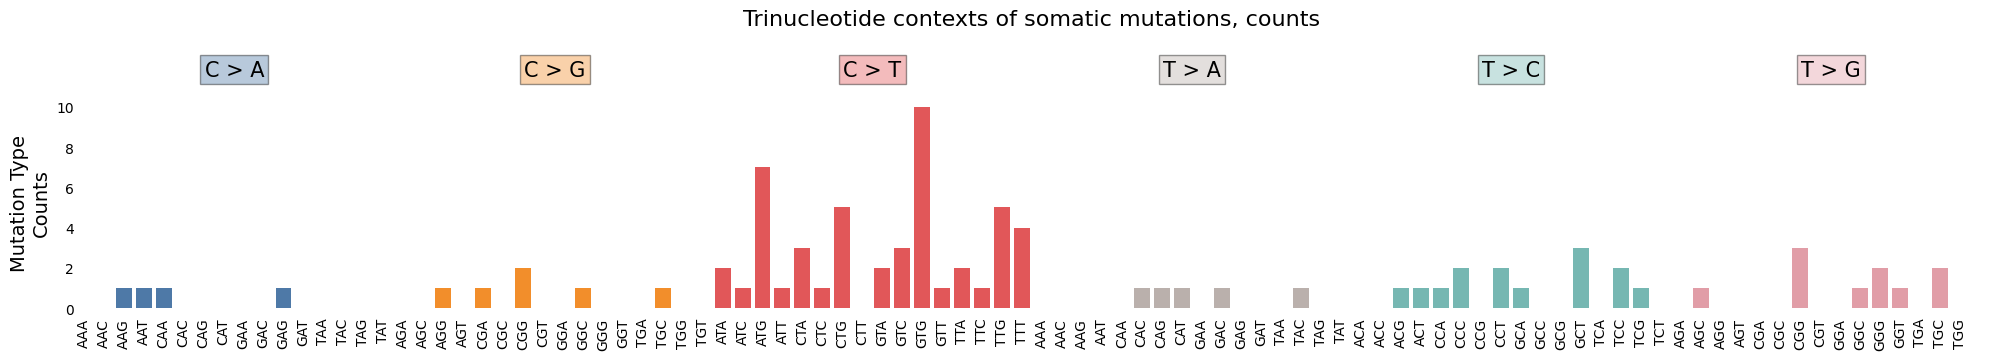 Trinucleotide contexts of somatic mutations, counts
C > A C > G C > T T > A T > C T > G
Mutation Type
Counts
10
8
6
4
2
0
AAA AAC AAG AAT CAA CAC CAG CAT GAA GAC GAG GAT TAA TAC TAG TAT AGA AGC AGG AGT CGA CGC CGG CGT GGA GGC GGG GGT TGA TGC TGG TGT ATA ATC ATG ATT CTA CTC CTG CTT GTA GTC GTG GTT TTA TTC TTG TTT AAA AAC AAG AAT CAA CAC CAG CAT GAA GAC GAG GAT TAA TAC TAG TAT ACA ACC ACG ACT CCA CCC CCG CCT GCA GCC GCG GCT TCA TCC TCG TCT AGA AGC AGG AGT CGA CGC CGG CGT GGA GGC GGG GGT TGA TGC TGG